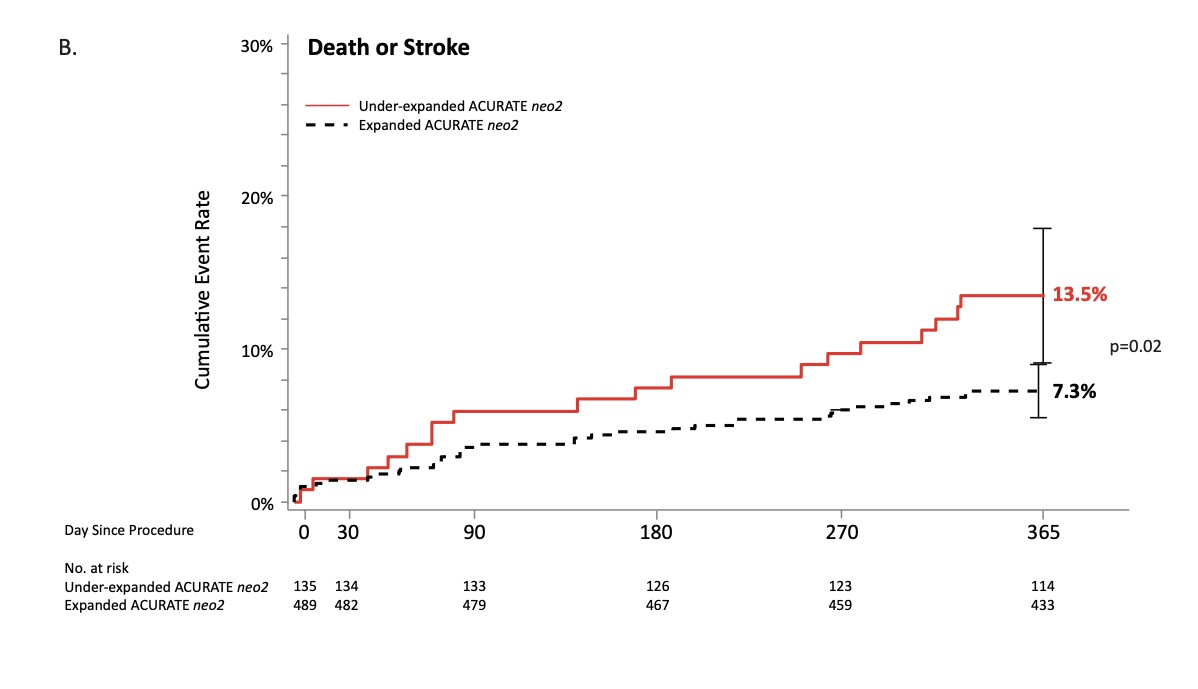 B.
30%
Death or Stroke
Under-expanded ACURATE neo2
Expanded ACURATE neo2
20%
Cumulative Event Rate
13.5%
10%
p=0.02
7.3%
0%
Day Since Procedure 0 30 90 180 270 365
No. at risk
Under-expanded ACURATE neo2 135 134 133 126 123 114
Expanded ACURATE neo2 489 482 479 467 459 433